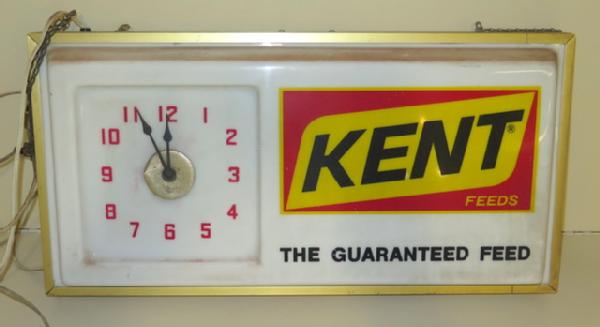 11 12 1
10 2
9 3
8 4
7 6 5
KENT®
FEEDS
THE GUARANTEED FEED